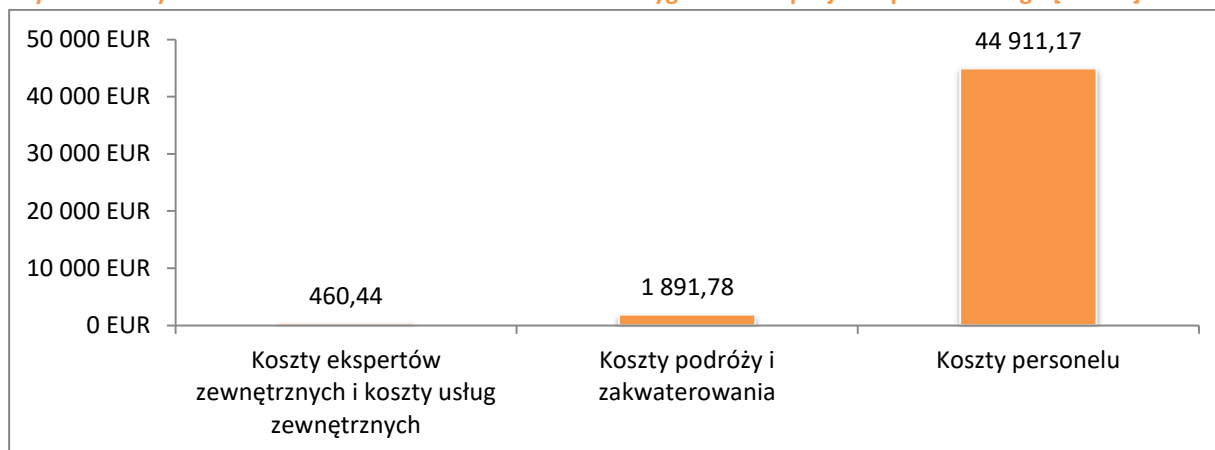 50 000 EUR
40 000 EUR
30 000 EUR
20 000 EUR
10 000 EUR
0 EUR
460,44
1 891,78
44 911,17
Koszty ekspertów
zewnętrznych i koszty usług
zewnętrznych
Koszty podróży i
zakwaterowania
Koszty personelu